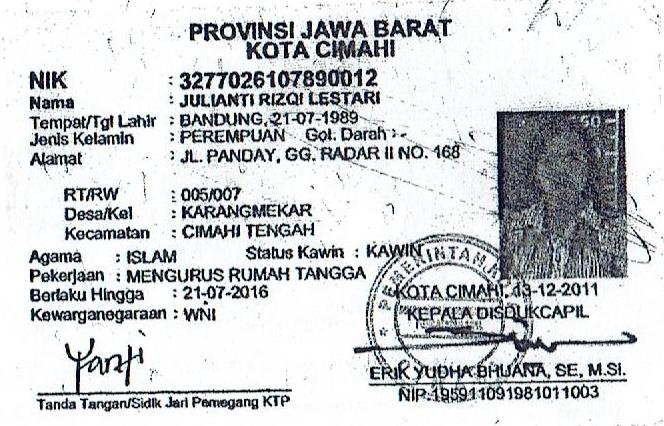 PROVINSI JAWA BARAT
KOTA CIMAHI
NIK : 3277026107890012
Nama : JULIANTI RIZQI LESTARI
Tempat/Tgl Lahir : BANDUNG, 21-07-1989
Jenis Kelamin : PEREMPUAN Gol. Darah : -
Alamat : JL. PANDAY, GG. RADAR II NO. 168
RT/RW : 005/007
Desa/Kel : KARANGMEKAR
Kecamatan : CIMAHI TENGAH
Agama : ISLAM Status Kawin : KAWIN
Pekerjaan : MENGURUS RUMAH TANGGA
Berlaku Hingga : 21-07-2016
Kewarganegaraan : WNI
KOTA CIMAHI, 13-12-2011
KEPALA DISDUKCAPIL
PEMERINTAH
ERIK YUDHA BHUANA, SE, M.SI.
NIP.195911091981011003
Tanda Tangan/Sidik Jari Pemegang KTP